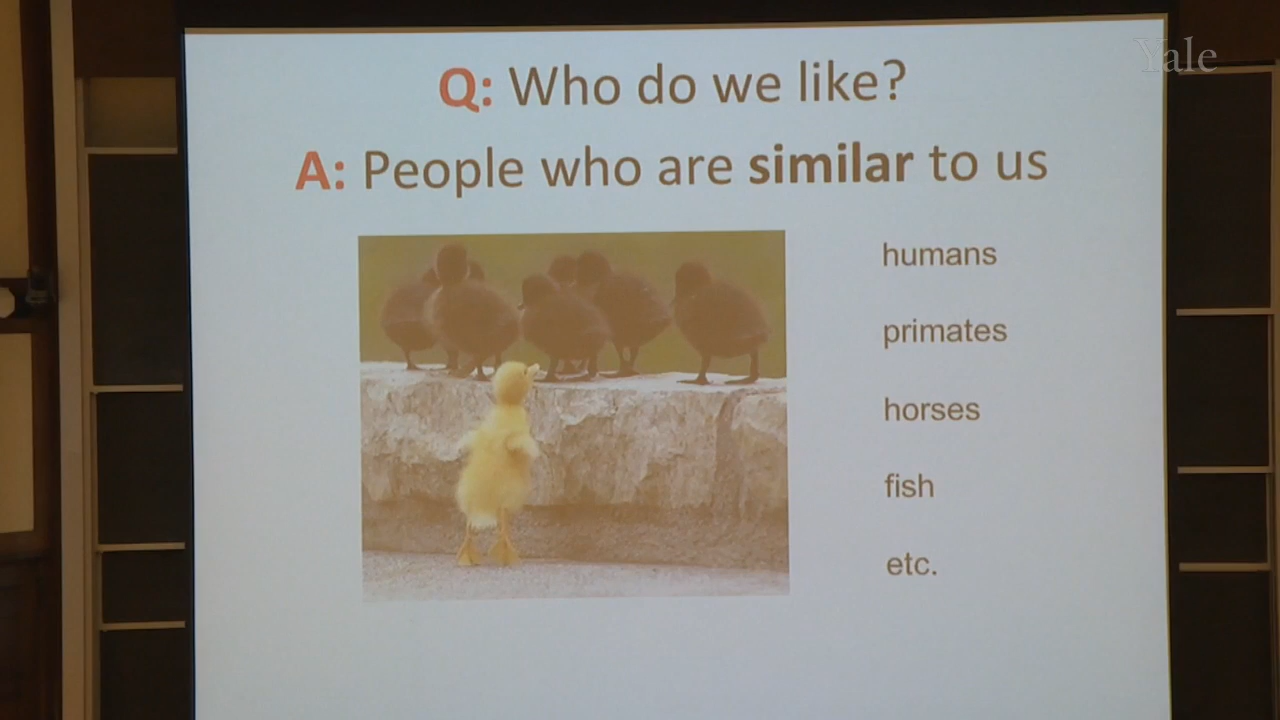 Yale
Q: Who do we like?
A: People who are similar to us
humans
primates
horses
fish
etc.